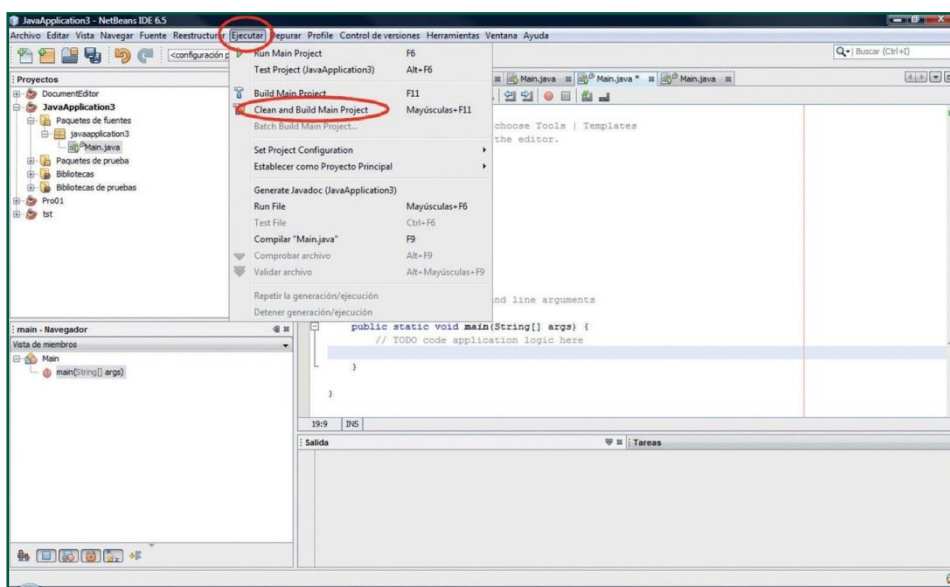 JavaApplication3 - NetBeans IDE 6.5
Archivo Editar Vista Navegar Fuente Reestructurar Ejecutar Depurar Profile Control de versiones Herramientas Ventana Ayuda
<configuración p
Buscar (Ctrl+I)
Run Main Project F6
Test Project (JavaApplication3) Alt+F6
Build Main Project F11
Clean and Build Main Project Mayúsculas+F11
Batch Build Main Project...
Set Project Configuration
Establecer como Proyecto Principal
Generate Javadoc (JavaApplication3)
Run File Mayúsculas+F6
Test File Ctrl+F6
Compilar "Main.java" F9
Comprobar archivo Alt+F9
Validar archivo Alt+Mayúsculas+F9
Repetir la generación/ejecución
Detener generación/ejecución
Proyectos
DocumentEditor
JavaApplication3
Paquetes de fuentes
javaapplication3
Main.java
Paquetes de prueba
Bibliotecas
Bibliotecas de pruebas
Pro01
tst
Main.java Main.java * Main.java
choose Tools | Templates
the editor.
nd line arguments
public static void main(String[] args) {
// TODO code application logic here
}
}
main - Navegador
Vista de miembros
Main
main(String[] args)
19:9 INS
Salida
Tareas